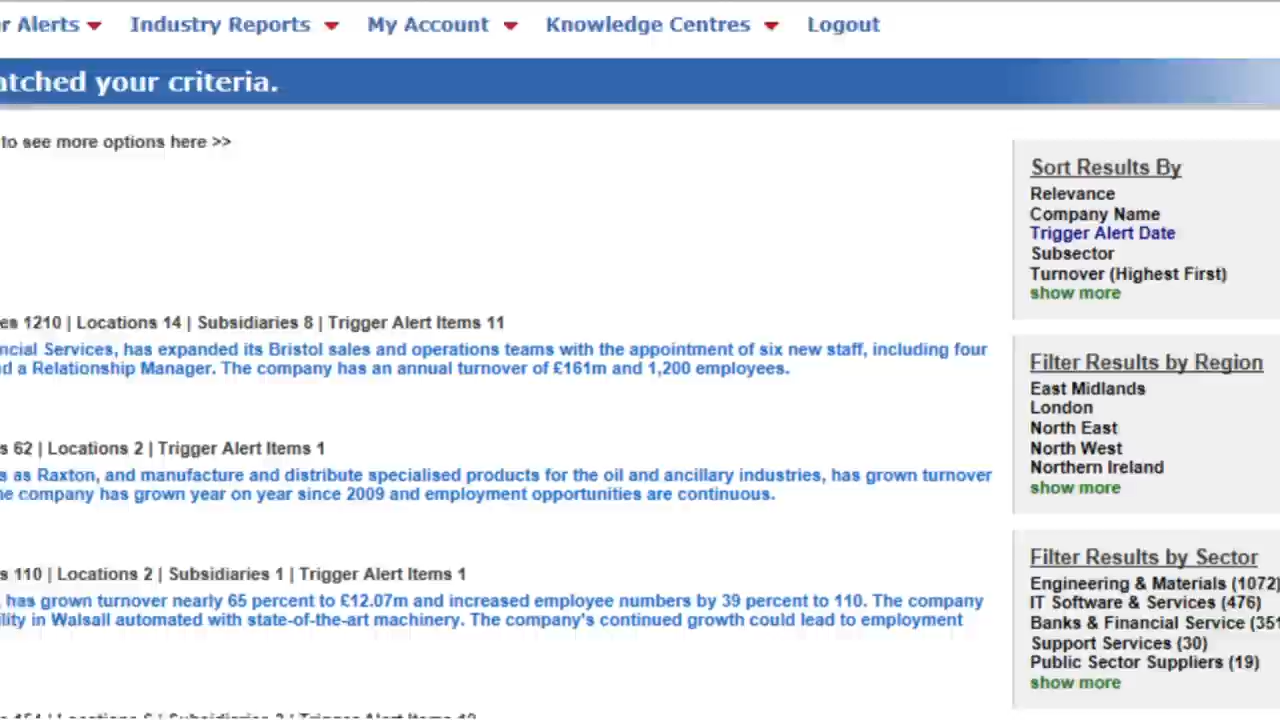 Alerts Industry Reports My Account Knowledge Centres Logout
atched your criteria.
to see more options here >>
Sort Results By
Relevance
Company Name
Trigger Alert Date
Subsector
Turnover (Highest First)
show more
es 1210 | Locations 14 | Subsidiaries 8 | Trigger Alert Items 11
ncial Services, has expanded its Bristol sales and operations teams with the appointment of six new staff, including four
d a Relationship Manager. The company has an annual turnover of £161m and 1,200 employees.
Filter Results by Region
East Midlands
London
North East
North West
Northern Ireland
show more
s 62 | Locations 2 | Trigger Alert Items 1
s as Raxton, and manufacture and distribute specialised products for the oil and ancillary industries, has grown turnover
he company has grown year on year since 2009 and employment opportunities are continuous.
Filter Results by Sector
Engineering & Materials (1072)
IT Software & Services (476)
Banks & Financial Service (351
Support Services (30)
Public Sector Suppliers (19)
show more
s 110 | Locations 2 | Subsidiaries 1 | Trigger Alert Items 1
, has grown turnover nearly 65 percent to £12.07m and increased employee numbers by 39 percent to 110. The company
ility in Walsall automated with state-of-the-art machinery. The company's continued growth could lead to employment